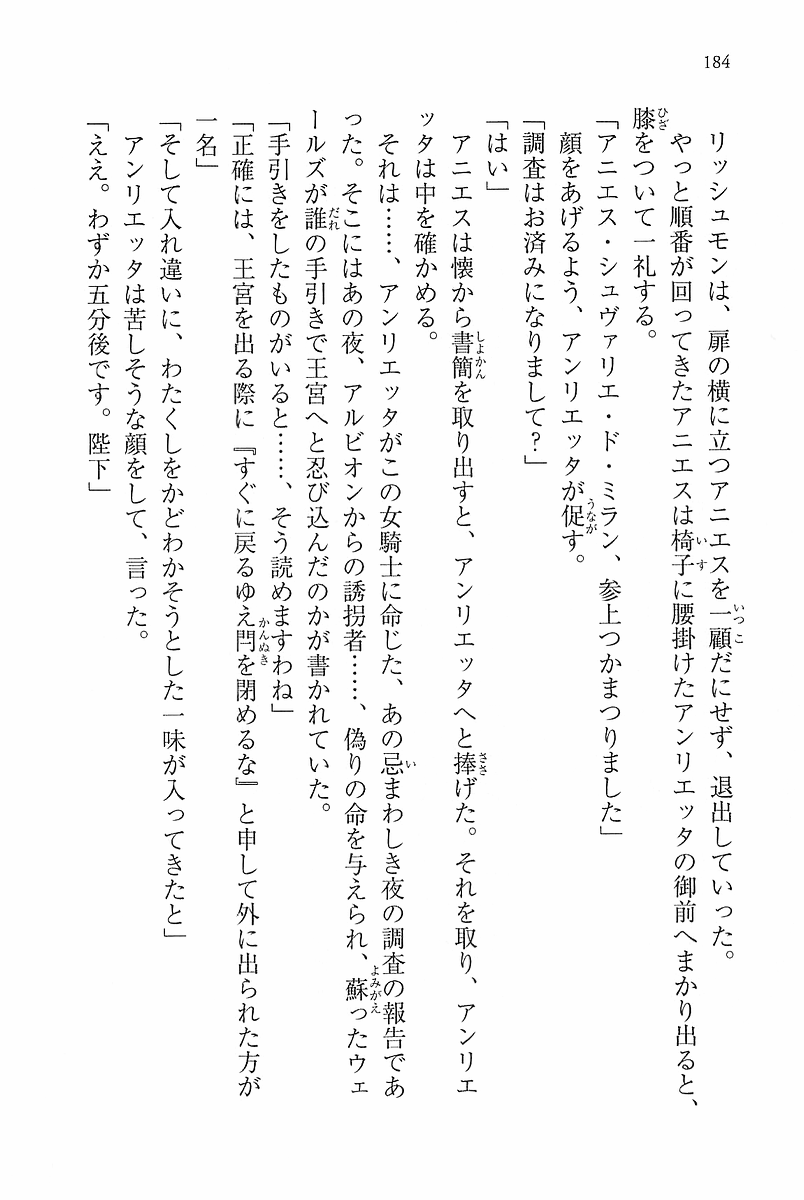 184
リッシュモンは、扉の横に立つアニエスを一顧だにせず、退出していった。
やっと順番が回ってきたアニエスは椅子に腰掛けたアンリエッタの御前へまかり出ると、
膝をついて一礼する。
「アニエス・シュヴァリエ・ド・ミラン、参上つかまつりました」
顔をあげるよう、アンリエッタが促す。
「調査はお済みになりまして?」
「はい」
アニエスは懐から書簡を取り出すと、アンリエッタへと捧げた。それを取り、アンリエ
ッタは中を確かめる。
それは……、アンリエッタがこの女騎士に命じた、あの忌まわしき夜の調査の報告であ
った。そこにはあの夜、アルビオンからの誘拐者……、偽りの命を与えられ、蘇ったウェ
ールズが誰の手引きで王宮へと忍び込んだのかが書かれていた。
「手引きをしたものがいると……、そう読めますわね」
「正確には、王宮を出る際に『すぐに戻るゆえ閂を閉めるな』と申して外に出られた方が
一名」
「そして入れ違いに、わたくしをかどわかそうとした一味が入ってきたと」
アンリエッタは苦しそうな顔をして、言った。
「ええ。わずか五分後です。陛下」